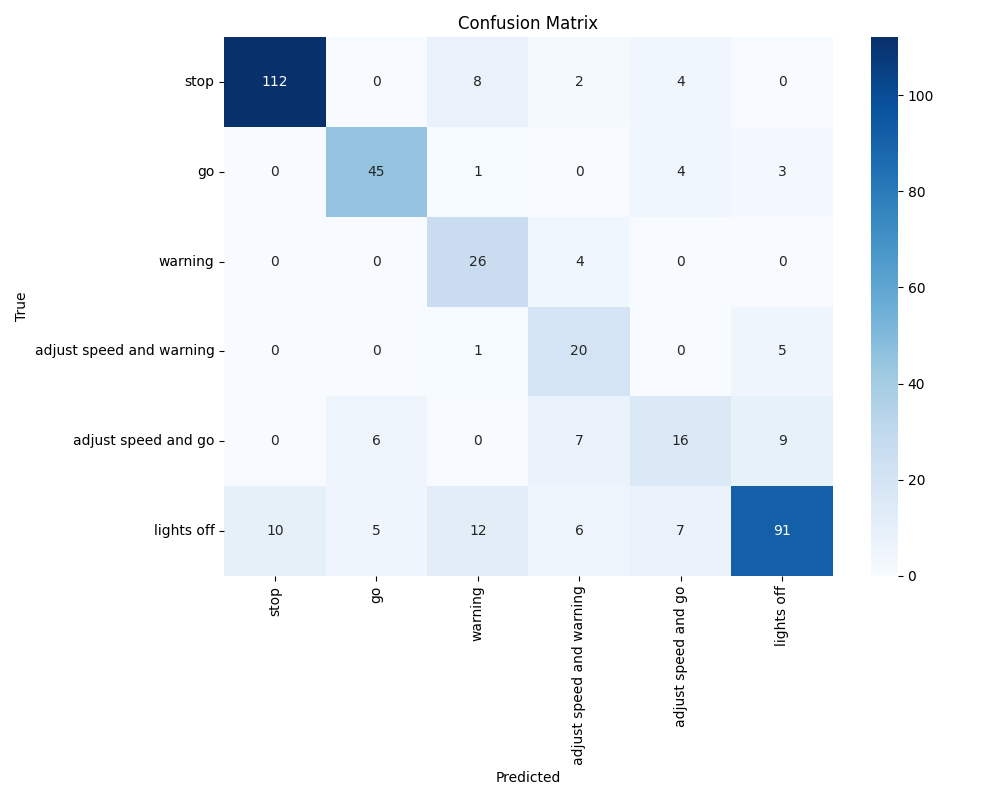 Confusion Matrix
stop 112 0 8 2 4 0
go 0 45 1 0 4 3
warning 0 0 26 4 0 0
adjust speed and warning 0 0 1 20 0 5
adjust speed and go 0 6 0 7 16 9
lights off 10 5 12 6 7 91
stop
go
warning
adjust speed and warning
adjust speed and go
lights off
Predicted
True
100
80
60
40
20
0